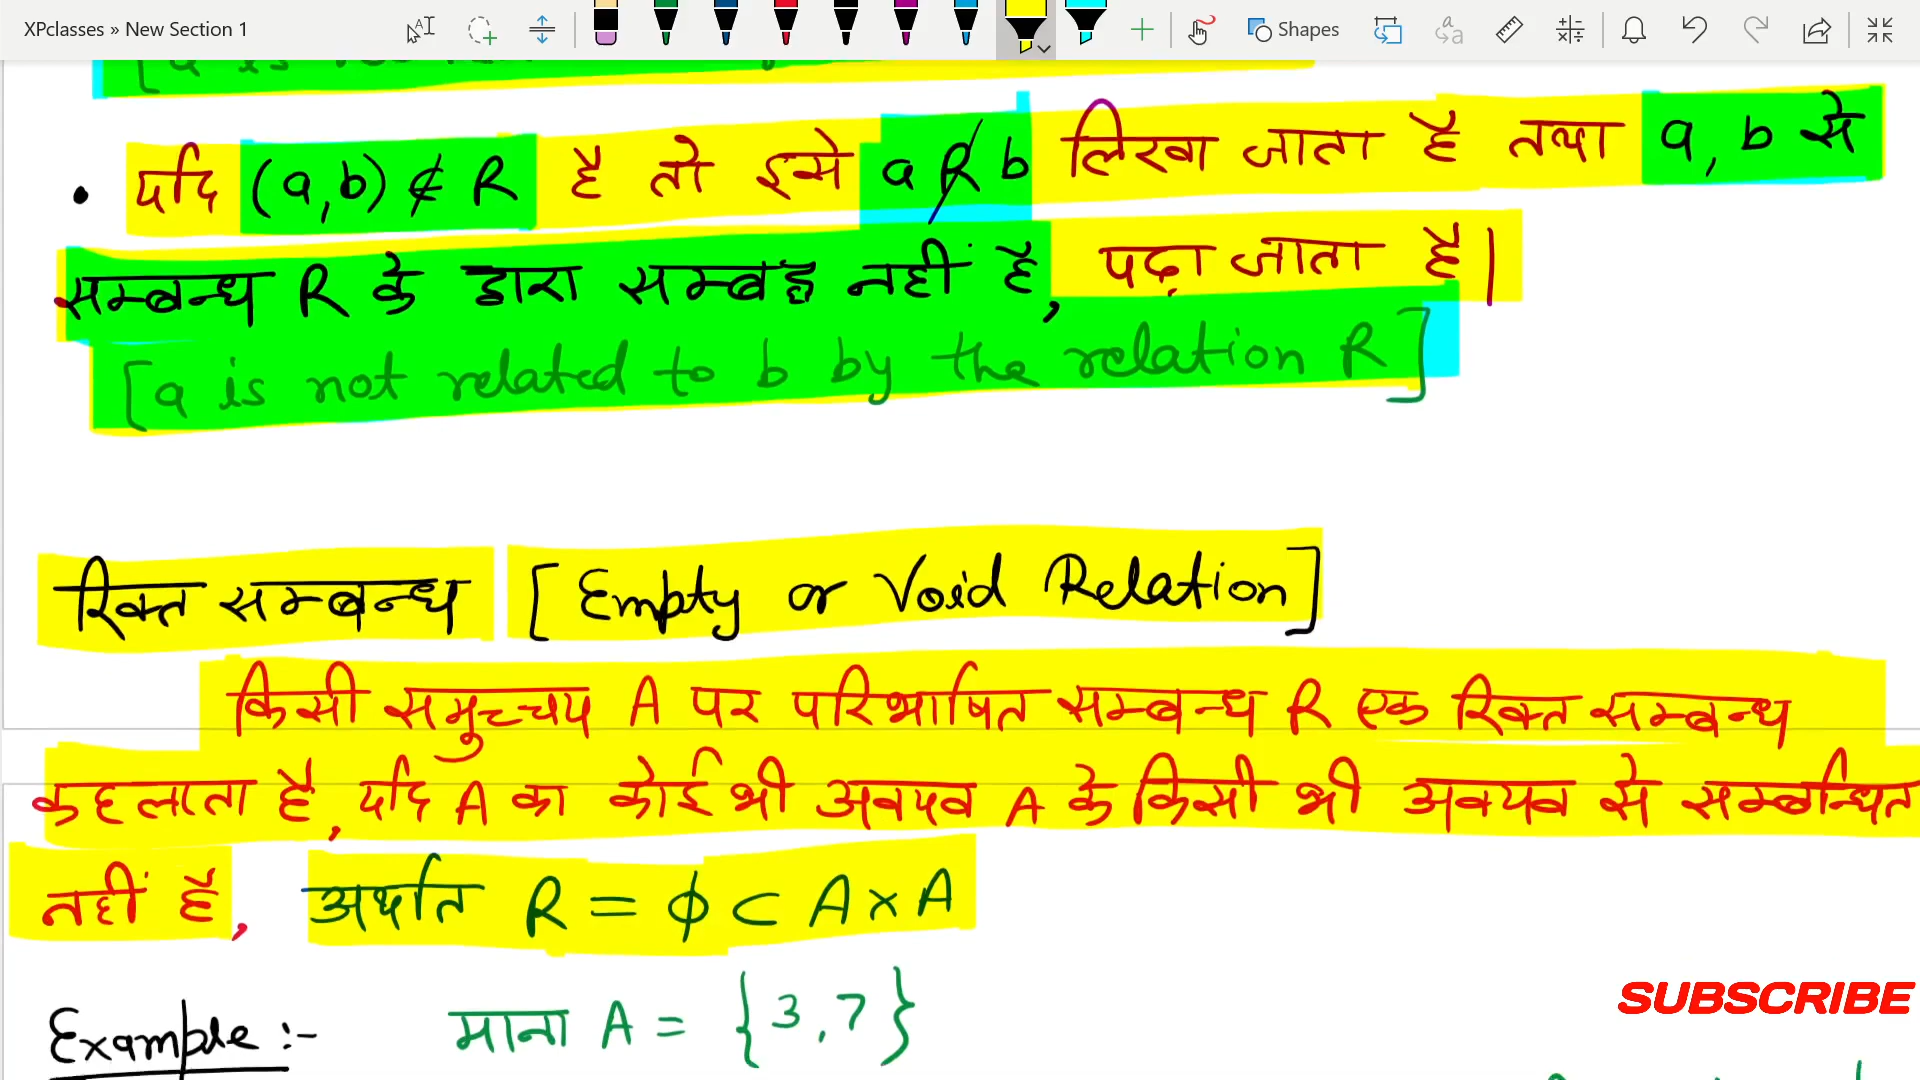 XPclasses » New Section 1
Shapes
• यदि (a,b) ∉ R है तो इसे a R̸ b लिखा जाता है तथा a, b से
सम्बन्ध R के द्वारा सम्बद्ध नहीं है, पढ़ा जाता है।
[a is not related to b by the relation R]
रिक्त सम्बन्ध [Empty or Void Relation]
किसी समुच्चय A पर परिभाषित सम्बन्ध R एक रिक्त सम्बन्ध
कहलाता है, यदि A का कोई भी अवयव A के किसी भी अवयव से सम्बन्धित
नहीं है, अर्थात R = ϕ ⊂ A×A
Example :- माना A = {3,7}
SUBSCRIBE